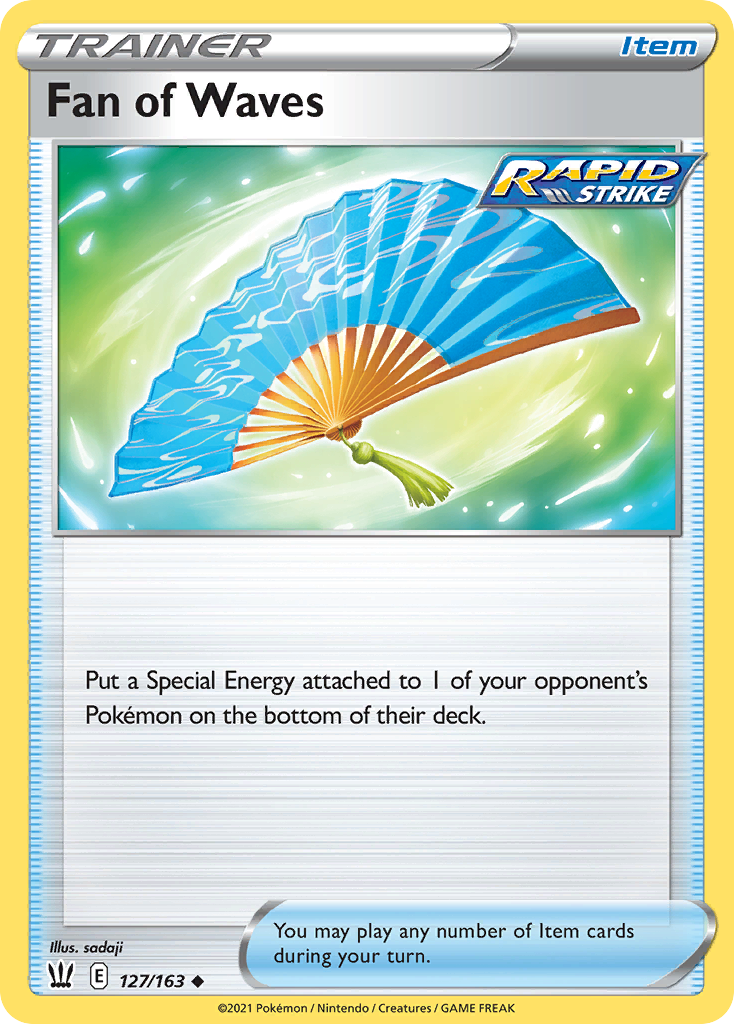 TRAINER
Item
Fan of Waves
RAPID
STRIKE
Put a Special Energy attached to 1 of your opponent's
Pokémon on the bottom of their deck.
Illus. sadaji
You may play any number of Item cards
during your turn.
E
127/163
©2021 Pokémon / Nintendo / Creatures / GAME FREAK